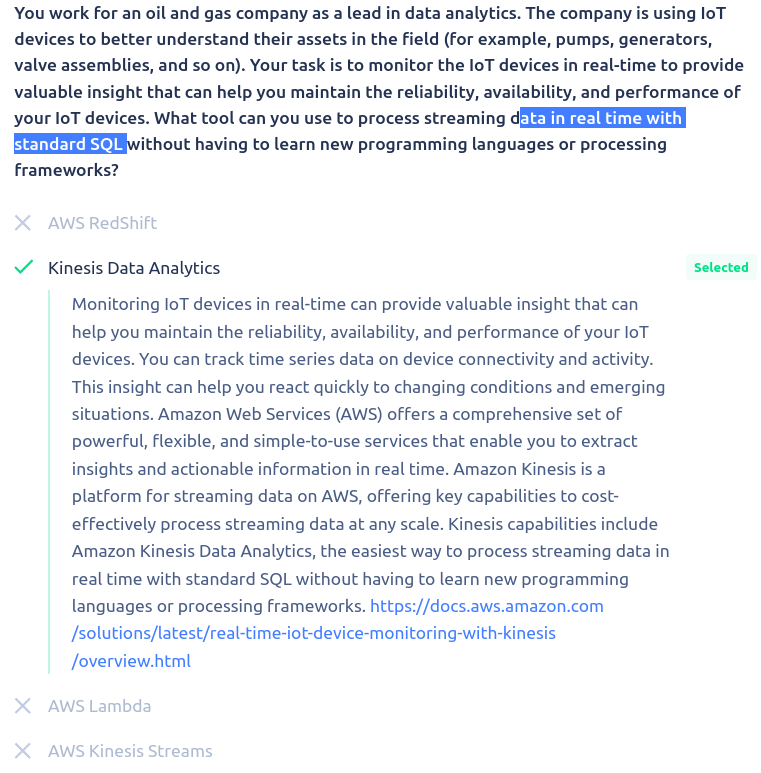 You work for an oil and gas company as a lead in data analytics. The company is using IoT
devices to better understand their assets in the field (for example, pumps, generators,
valve assemblies, and so on). Your task is to monitor the IoT devices in real-time to provide
valuable insight that can help you maintain the reliability, availability, and performance of
your IoT devices. What tool can you use to process streaming data in real time with
standard SQL without having to learn new programming languages or processing
frameworks?
AWS RedShift
Kinesis Data Analytics
Selected
Monitoring IoT devices in real-time can provide valuable insight that can
help you maintain the reliability, availability, and performance of your IoT
devices. You can track time series data on device connectivity and activity.
This insight can help you react quickly to changing conditions and emerging
situations. Amazon Web Services (AWS) offers a comprehensive set of
powerful, flexible, and simple-to-use services that enable you to extract
insights and actionable information in real time. Amazon Kinesis is a
platform for streaming data on AWS, offering key capabilities to cost-
effectively process streaming data at any scale. Kinesis capabilities include
Amazon Kinesis Data Analytics, the easiest way to process streaming data in
real time with standard SQL without having to learn new programming
languages or processing frameworks. https://docs.aws.amazon.com
/solutions/latest/real-time-iot-device-monitoring-with-kinesis
/overview.html
AWS Lambda
AWS Kinesis Streams